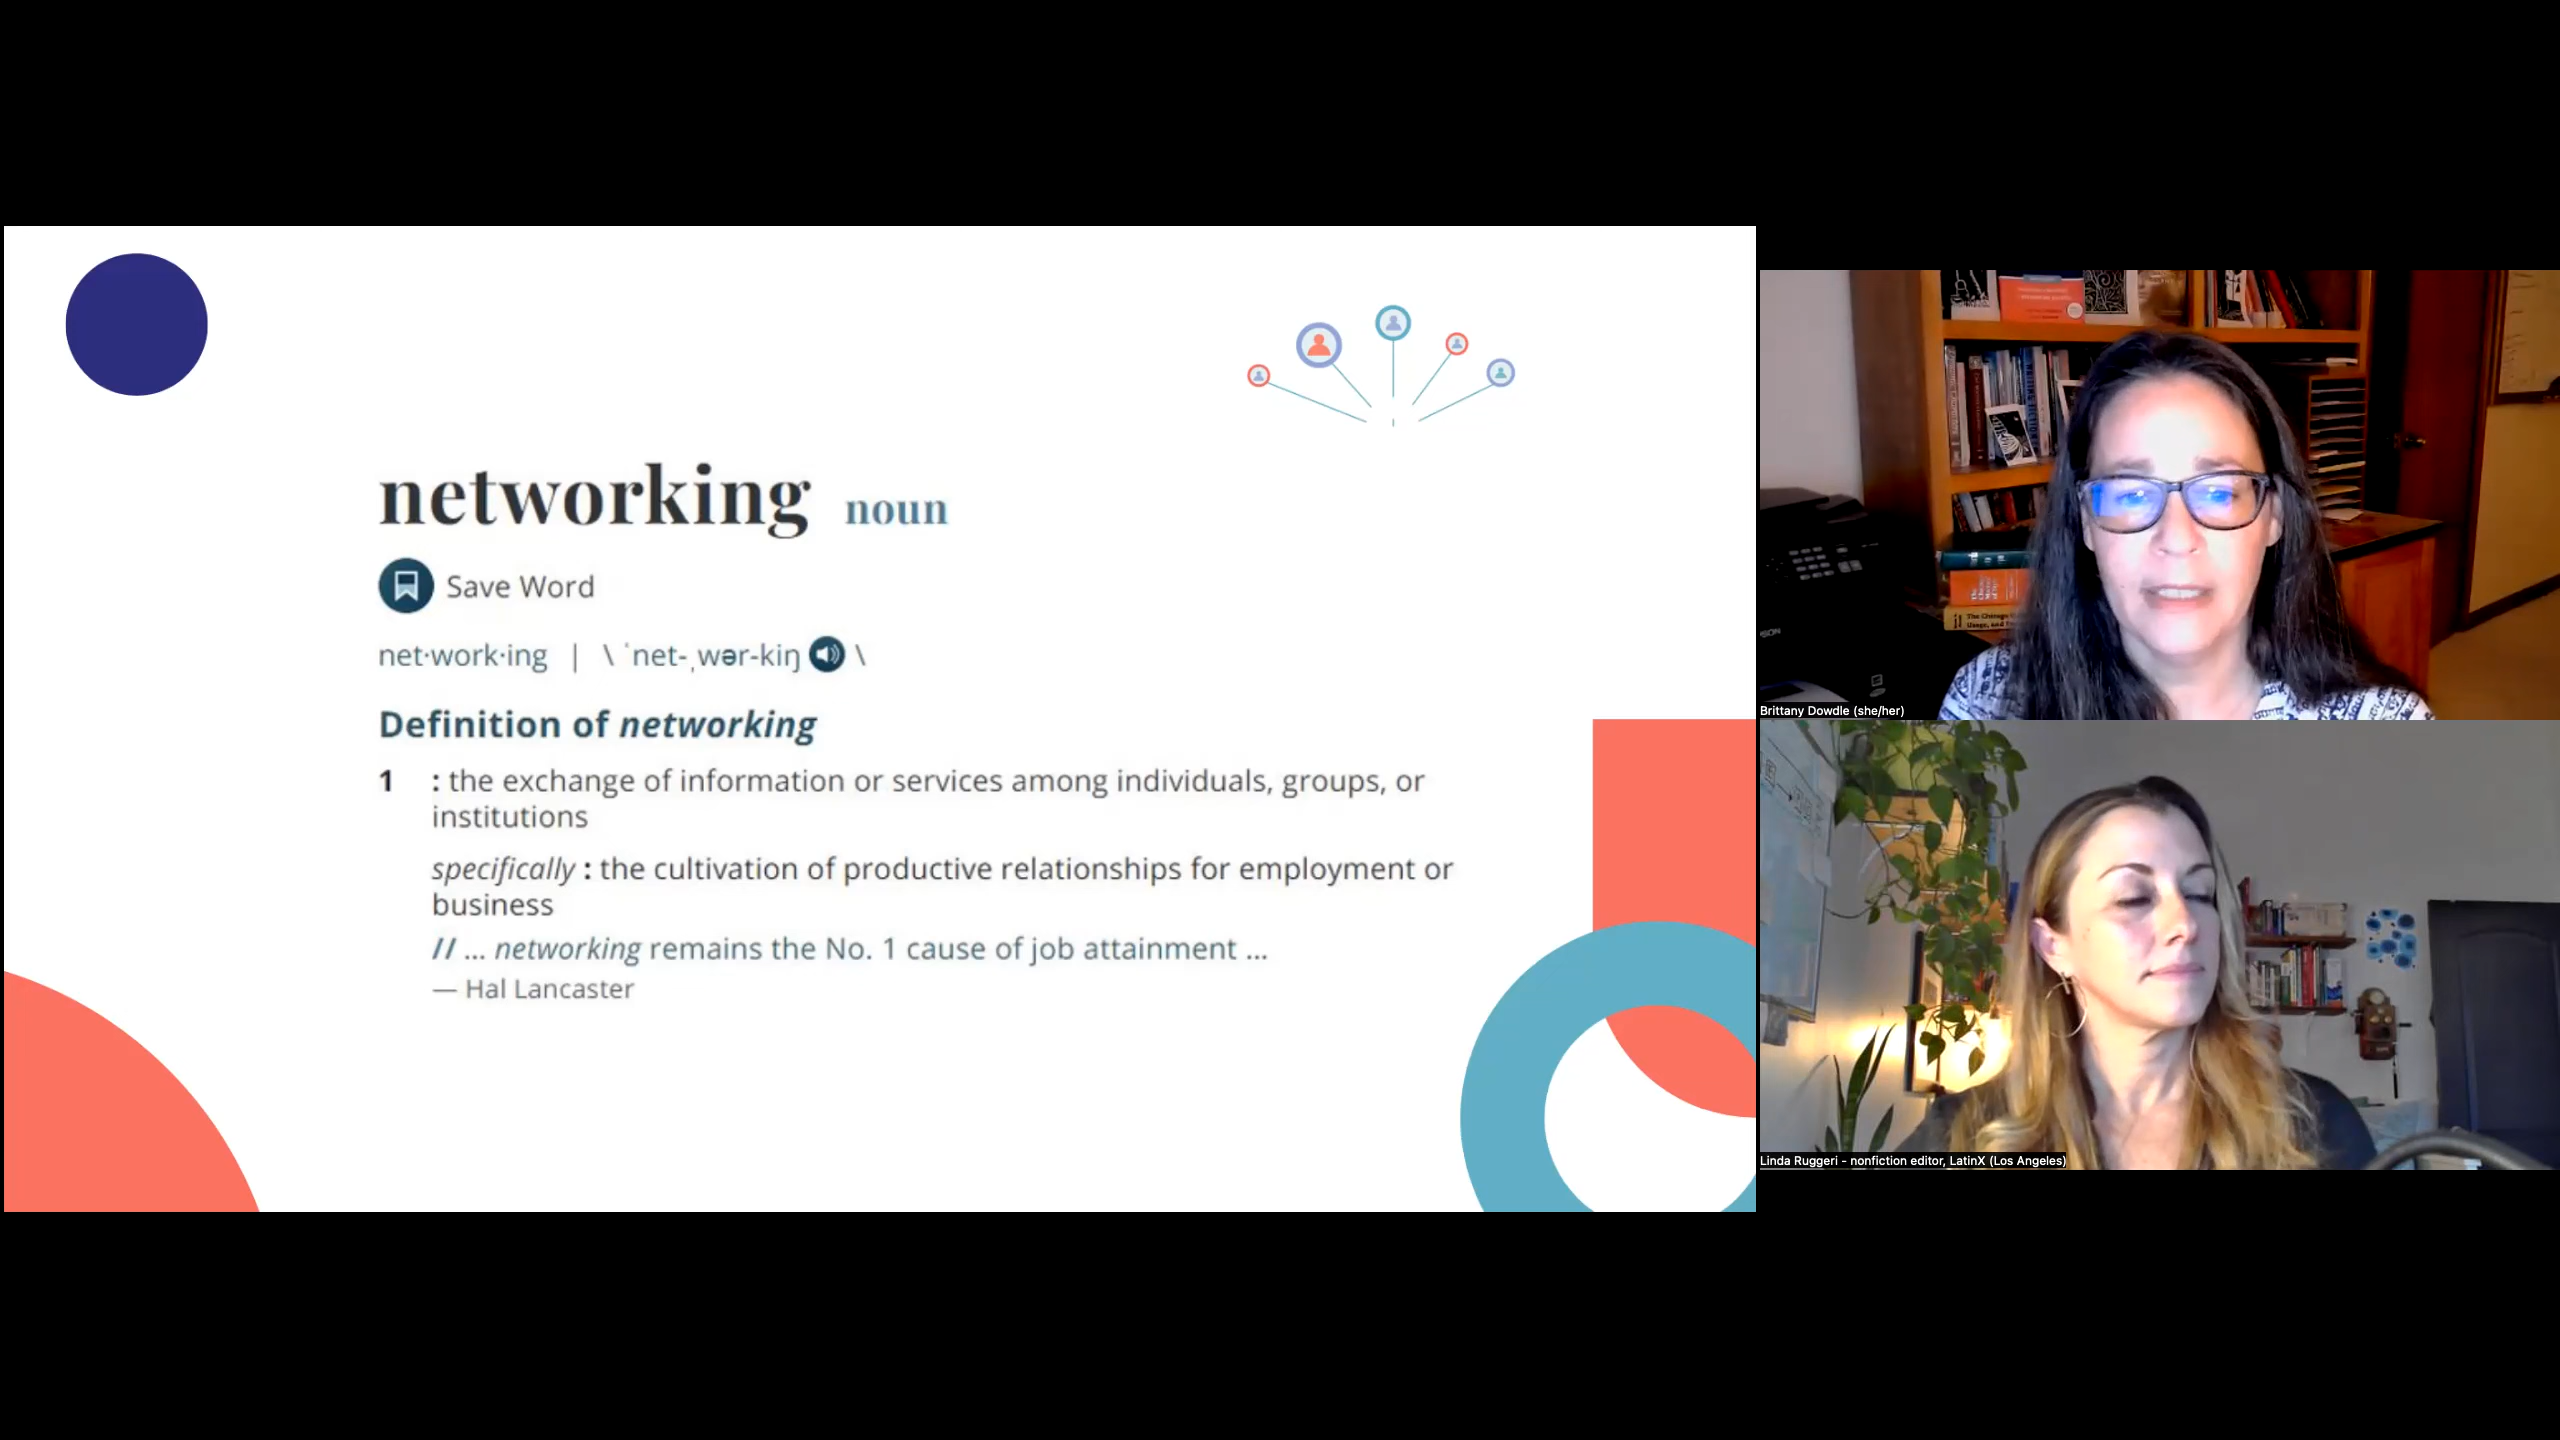 networking noun
Save Word
net·work·ing | \ ˈnet-ˌwər-kiŋ \
Definition of networking
1 : the exchange of information or services among individuals, groups, or
institutions
specifically : the cultivation of productive relationships for employment or
business
// ... networking remains the No. 1 cause of job attainment ...
— Hal Lancaster
Brittany Dowdle (she/her)
Linda Ruggeri - nonfiction editor, LatinX (Los Angeles)